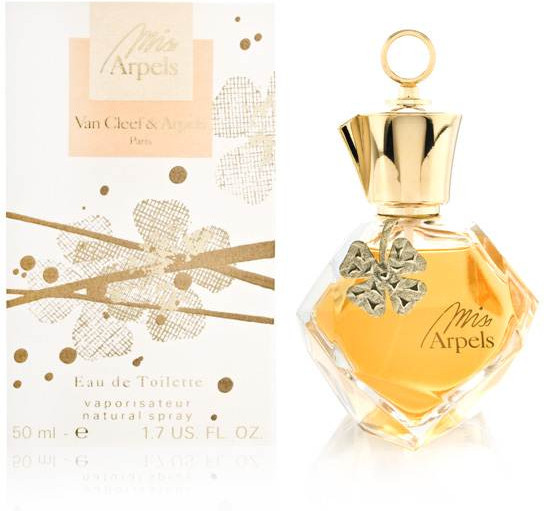 Miss
Arpels
Van Cleef & Arpels
Paris
Eau de Toilette
vaporisateur
natural spray
50 ml - e 1.7 US. FL. OZ.
Miss
Arpels